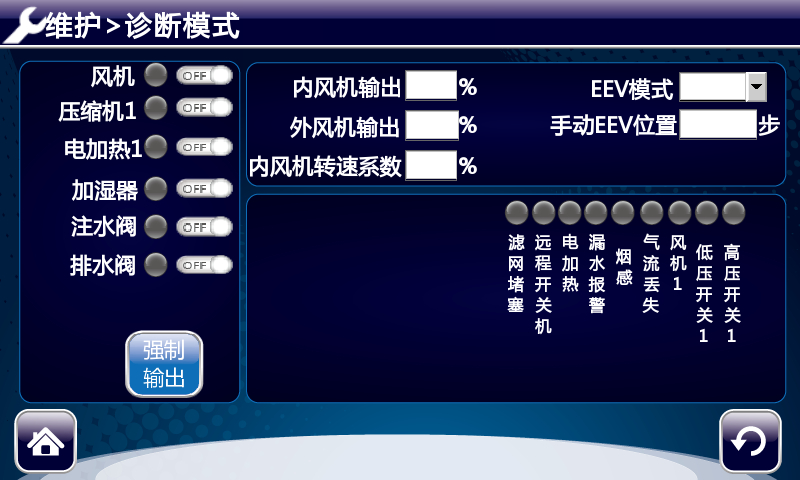 维护>诊断模式
风机 OFF
压缩机1 OFF
电加热1 OFF
加湿器 OFF
注水阀 OFF
排水阀 OFF
强制
输出
内风机输出 %
外风机输出 %
内风机转速系数 %
EEV模式
手动EEV位置 步
滤网堵塞
远程开关机
电加热
漏水报警
烟感
气流丢失
风机1
低压开关1
高压开关1